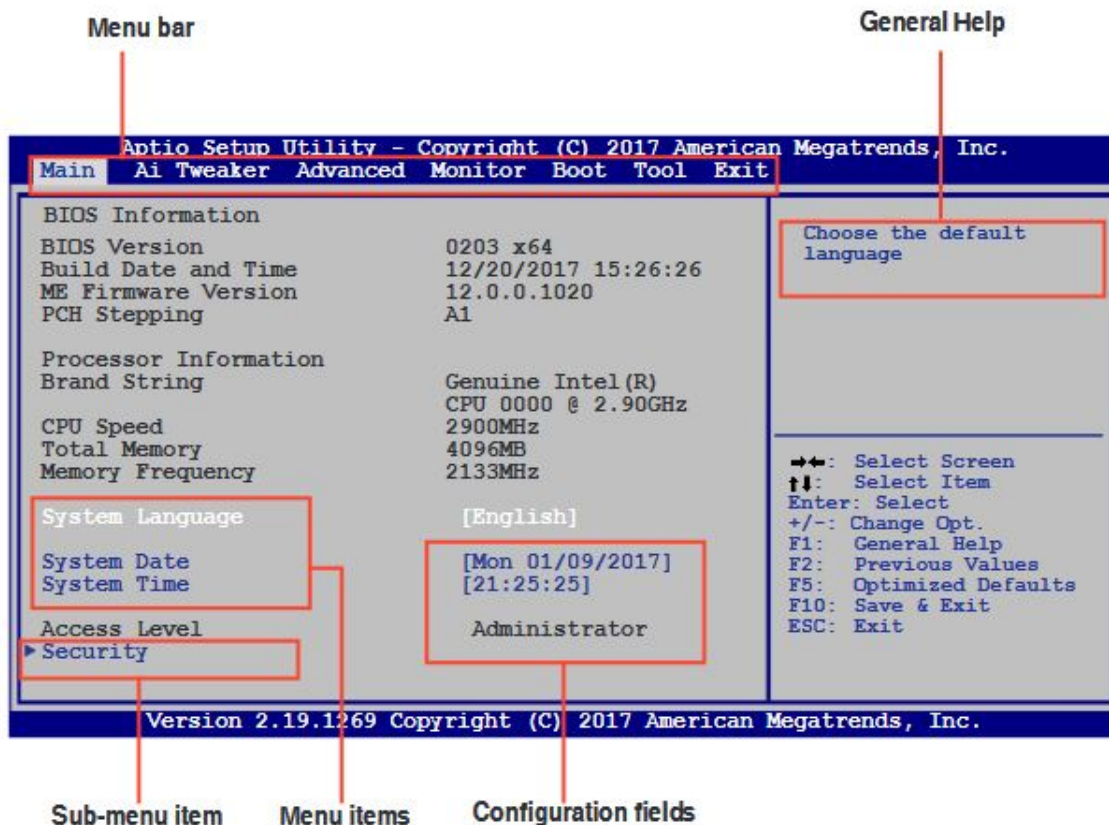 Menu bar
General Help
Aptio Setup Utility - Copyright (C) 2017 American Megatrends, Inc.
Main Ai Tweaker Advanced Monitor Boot Tool Exit
BIOS Information
BIOS Version 0203 x64
Build Date and Time 12/20/2017 15:26:26
ME Firmware Version 12.0.0.1020
PCH Stepping A1
Processor Information
Brand String Genuine Intel(R)
CPU 0000 @ 2.90GHz
CPU Speed 2900MHz
Total Memory 4096MB
Memory Frequency 2133MHz
System Language [English]
System Date [Mon 01/09/2017]
System Time [21:25:25]
Access Level Administrator
Security
Choose the default
language
→←: Select Screen
↑↓: Select Item
Enter: Select
+/-: Change Opt.
F1: General Help
F2: Previous Values
F5: Optimized Defaults
F10: Save & Exit
ESC: Exit
Version 2.19.1269 Copyright (C) 2017 American Megatrends, Inc.
Sub-menu item
Menu items
Configuration fields